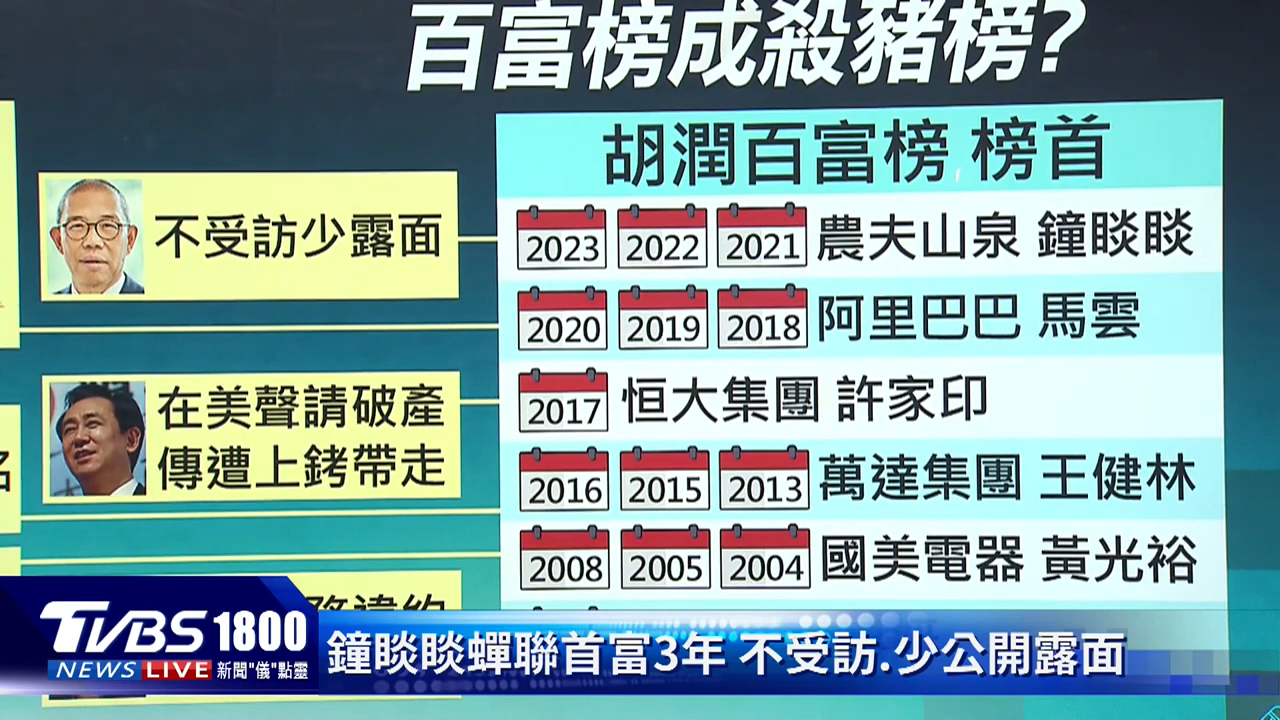 百富榜成殺豬榜?
胡潤百富榜 榜首
不受訪少露面
2023 2022 2021 農夫山泉 鐘睒睒
2020 2019 2018 阿里巴巴 馬雲
在美聲請破產
傳遭上銬帶走
2017 恒大集團 許家印
2016 2015 2013 萬達集團 王健林
2008 2005 2004 國美電器 黃光裕
TVBS 1800
NEWS LIVE 新聞"儀"點靈
鐘睒睒蟬聯首富3年 不受訪.少公開露面